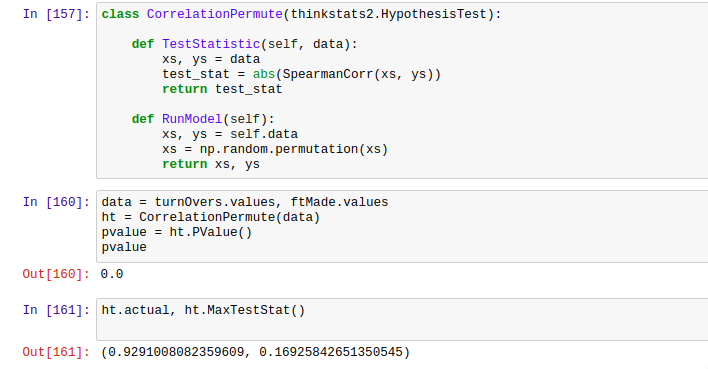 In [157]: class CorrelationPermute(thinkstats2.HypothesisTest):
def TestStatistic(self, data):
xs, ys = data
test_stat = abs(SpearmanCorr(xs, ys))
return test_stat
def RunModel(self):
xs, ys = self.data
xs = np.random.permutation(xs)
return xs, ys
In [160]: data = turnOvers.values, ftMade.values
ht = CorrelationPermute(data)
pvalue = ht.PValue()
pvalue
Out[160]: 0.0
In [161]: ht.actual, ht.MaxTestStat()
Out[161]: (0.9291008082359609, 0.16925842651350545)